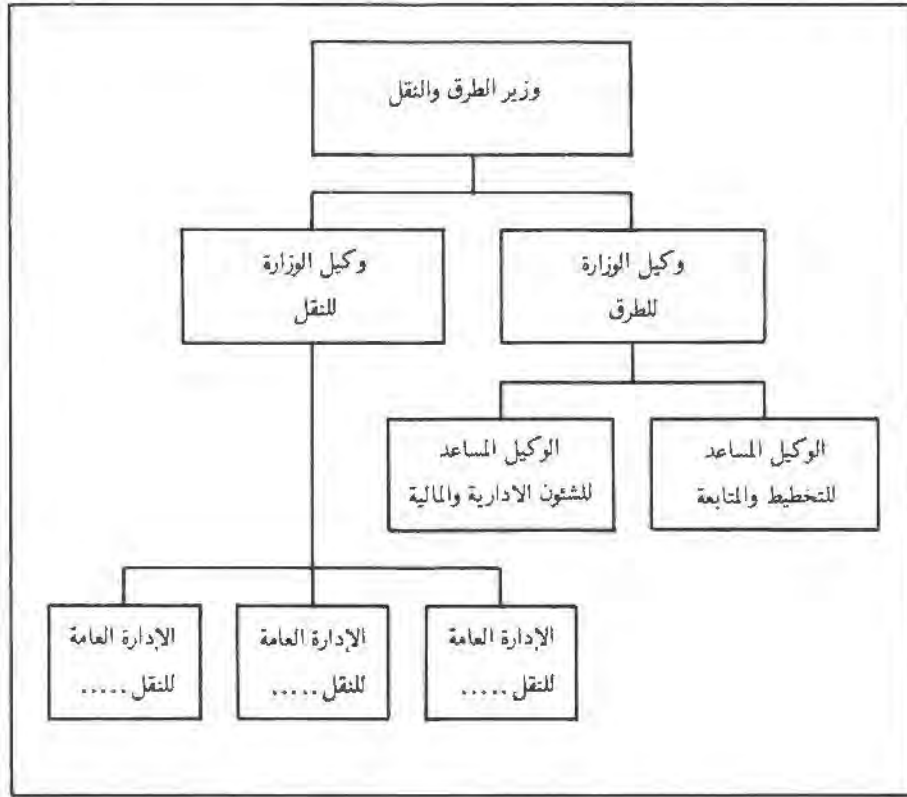 وزير الطرق والنقل
وكيل الوزارة
للطرق
وكيل الوزارة
للنقل
الوكيل المساعد
للتخطيط والمتابعة
الوكيل المساعد
للشئون الادارية والمالية
الإدارة العامة
للنقل .....
الإدارة العامة
للنقل .....
الإدارة العامة
للنقل .....